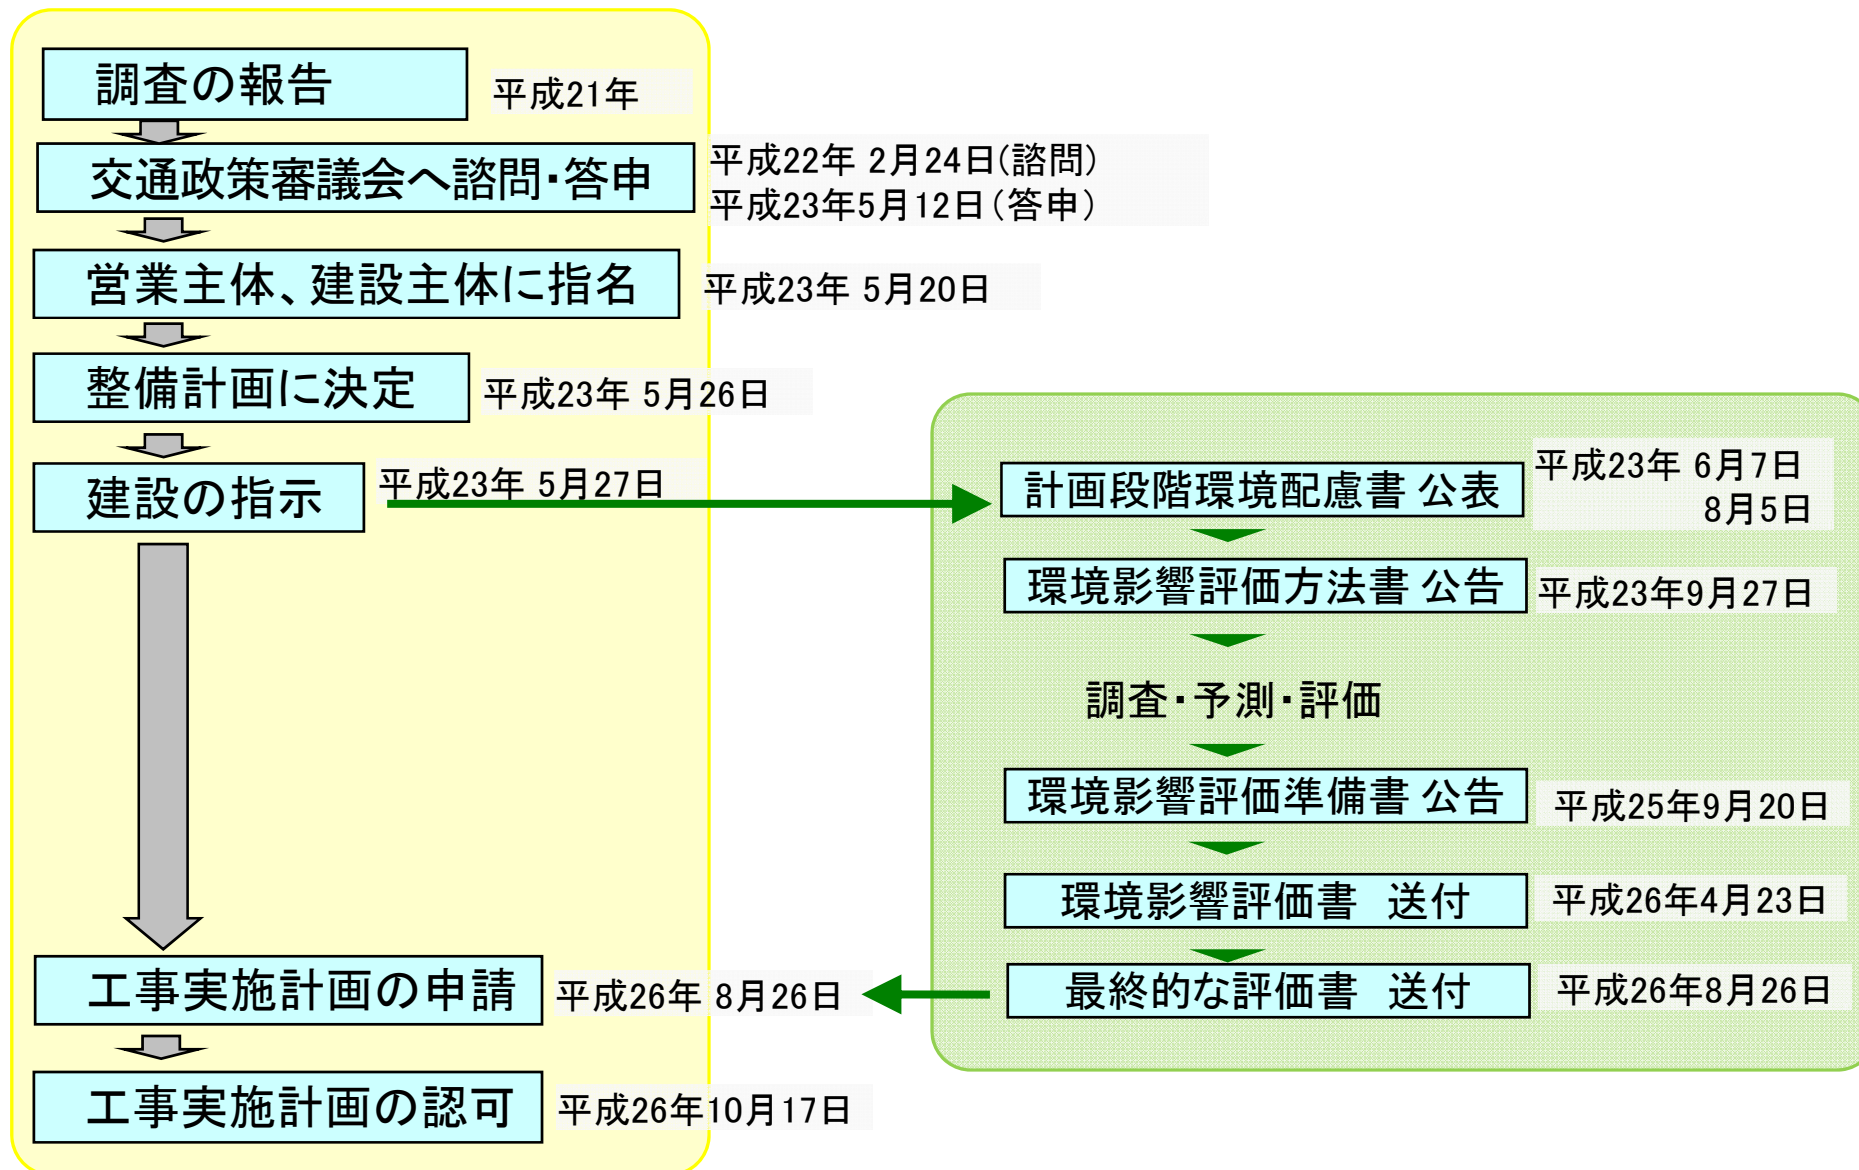 調査の報告
平成21年
交通政策審議会へ諮問・答申
平成22年 2月24日(諮問)
平成23年5月12日(答申)
営業主体、建設主体に指名
平成23年 5月20日
整備計画に決定
平成23年 5月26日
建設の指示
平成23年 5月27日
計画段階環境配慮書 公表
平成23年 6月7日
8月5日
環境影響評価方法書 公告
平成23年9月27日
調査・予測・評価
環境影響評価準備書 公告
平成25年9月20日
環境影響評価書 送付
平成26年4月23日
最終的な評価書 送付
平成26年8月26日
工事実施計画の申請
平成26年 8月26日
工事実施計画の認可
平成26年10月17日